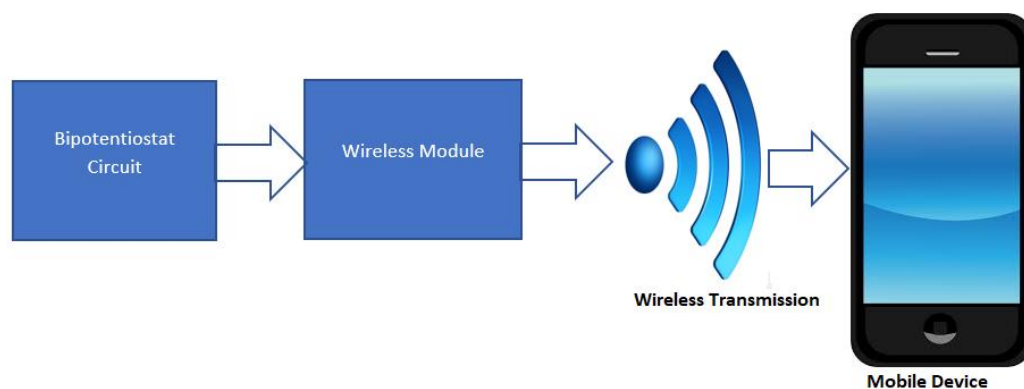 Bipotentiostat
Circuit
Wireless Module
Wireless Transmission
Mobile Device